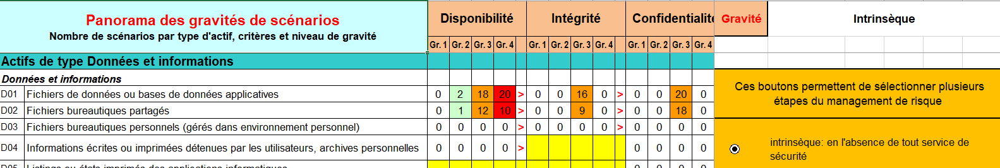 Panorama des gravités de scénarios
Nombre de scénarios par type d'actif, critères et niveau de gravité
Disponibilité Intégrité Confidentialité Gravité Intrinsèque
Gr. 1 Gr. 2 Gr. 3 Gr. 4 Gr. 1 Gr. 2 Gr. 3 Gr. 4 Gr. 1 Gr. 2 Gr. 3 Gr. 4
Actifs de type Données et informations
Données et informations
D01 Fichiers de données ou bases de données applicatives 0 2 18 20 > 0 0 16 0 > 0 0 20 0
D02 Fichiers bureautiques partagés 0 1 12 10 > 0 0 9 0 > 0 0 18 0
D03 Fichiers bureautiques personnels (gérés dans environnement personnel) 0 0 0 0 > 0 0 0 0 > 0 0 0 0
D04 Informations écrites ou imprimées détenues par les utilisateurs, archives personnelles 0 0 0 0 > 0 0 0 0
D05 Listings ou états imprimés des applications informatiques 0 0 0 0
Ces boutons permettent de sélectionner plusieurs
étapes du management de risque
intrinsèque: en l'absence de tout service de
sécurité